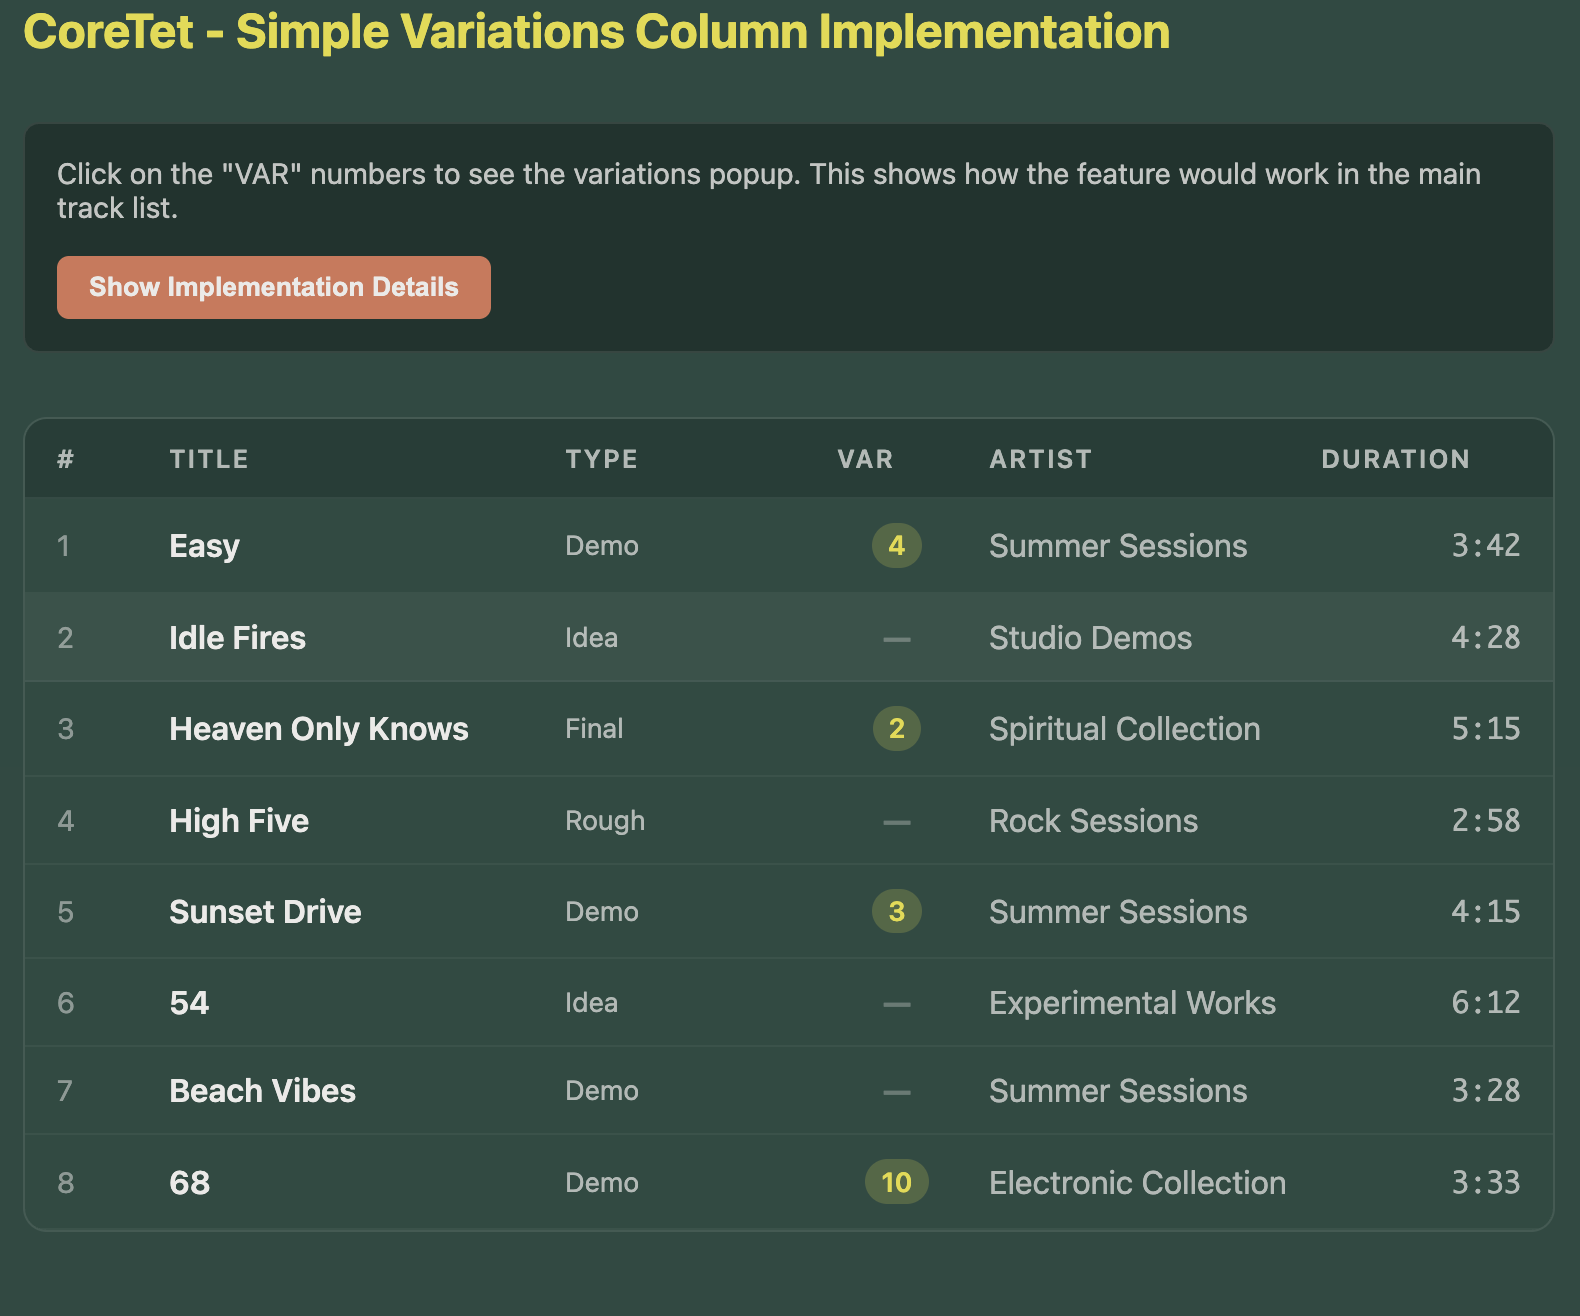 CoreTet - Simple Variations Column Implementation
Click on the "VAR" numbers to see the variations popup. This shows how the feature would work in the main
track list.
Show Implementation Details
# TITLE TYPE VAR ARTIST DURATION
1 Easy Demo 4 Summer Sessions 3:42
2 Idle Fires Idea — Studio Demos 4:28
3 Heaven Only Knows Final 2 Spiritual Collection 5:15
4 High Five Rough — Rock Sessions 2:58
5 Sunset Drive Demo 3 Summer Sessions 4:15
6 54 Idea — Experimental Works 6:12
7 Beach Vibes Demo — Summer Sessions 3:28
8 68 Demo 10 Electronic Collection 3:33